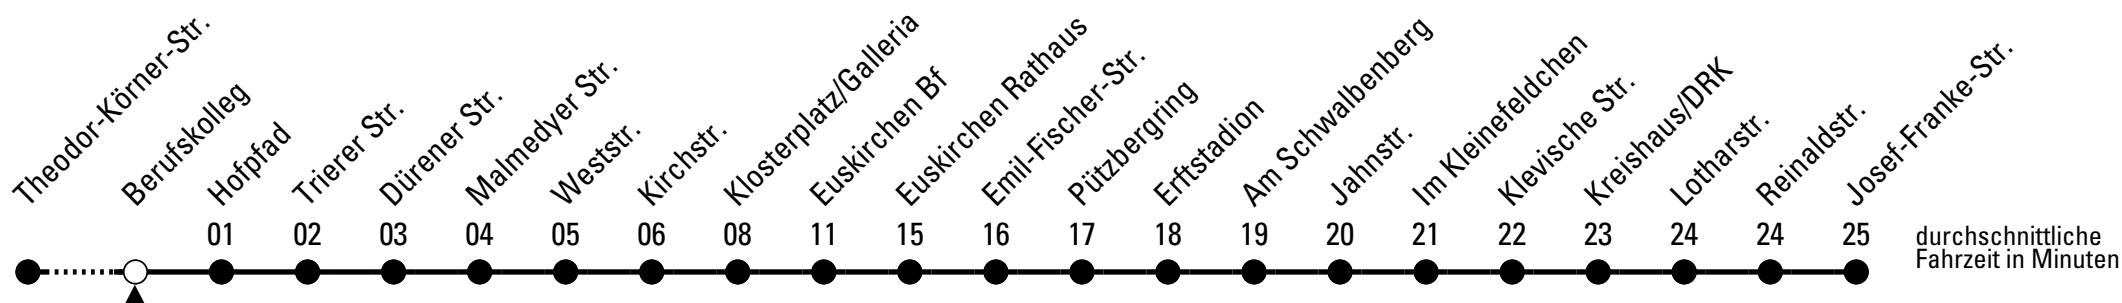 Theodor-Körner-Str.
Berufskolleg
Hofpfad
Trierer Str.
Dürener Str.
Malmedyer Str.
Weststr.
Kirchstr.
Klosterplatz/Galleria
Euskirchen Bf
Euskirchen Rathaus
Emil-Fischer-Str.
Pützbergring
Erftstadion
Am Schwalbenberg
Jahnstr.
Im Kleinefeldchen
Klevische Str.
Kreishaus/DRK
Lotharstr.
Reinaldstr.
Josef-Franke-Str.
01 02 03 04 05 06 08 11 15 16 17 18 19 20 21 22 23 24 24 25
durchschnittliche
Fahrzeit in Minuten